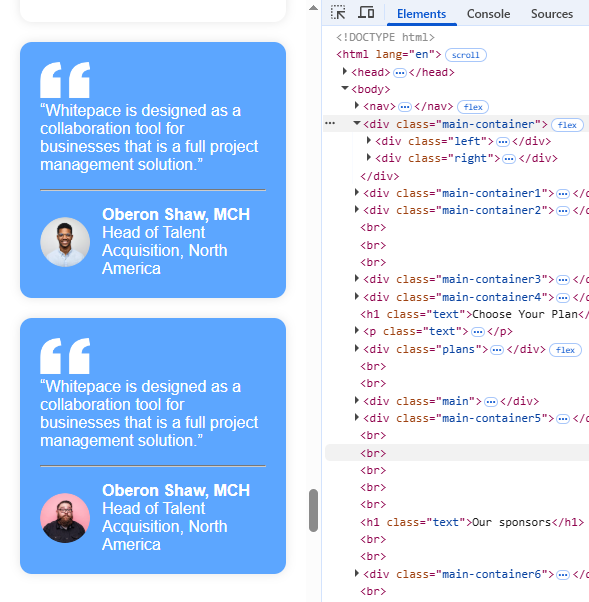 “Whitepace is designed as a
collaboration tool for
businesses that is a full project
management solution.”
Oberon Shaw, MCH
Head of Talent
Acquisition, North
America
“Whitepace is designed as a
collaboration tool for
businesses that is a full project
management solution.”
Oberon Shaw, MCH
Head of Talent
Acquisition, North
America
Elements Console Sources
<!DOCTYPE html>
<html lang="en"> scroll
<head> ⋯ </head>
<body>
<nav> ⋯ </nav> flex
<div class="main-container"> flex
<div class="left"> ⋯ </div>
<div class="right"> ⋯ </div>
</div>
<div class="main-container1"> ⋯ </
<div class="main-container2"> ⋯ </
<br>
<br>
<br>
<div class="main-container3"> ⋯ </
<div class="main-container4"> ⋯ </
<h1 class="text">Choose Your Plan</
<p class="text"> ⋯ </p>
<div class="plans"> ⋯ </div> flex
<br>
<br>
<div class="main"> ⋯ </div>
<div class="main-container5"> ⋯ </
<br>
<br>
<br>
<br>
<br>
<h1 class="text">Our sponsors</h1>
<br>
<br>
<div class="main-container6"> ⋯ </
<br>